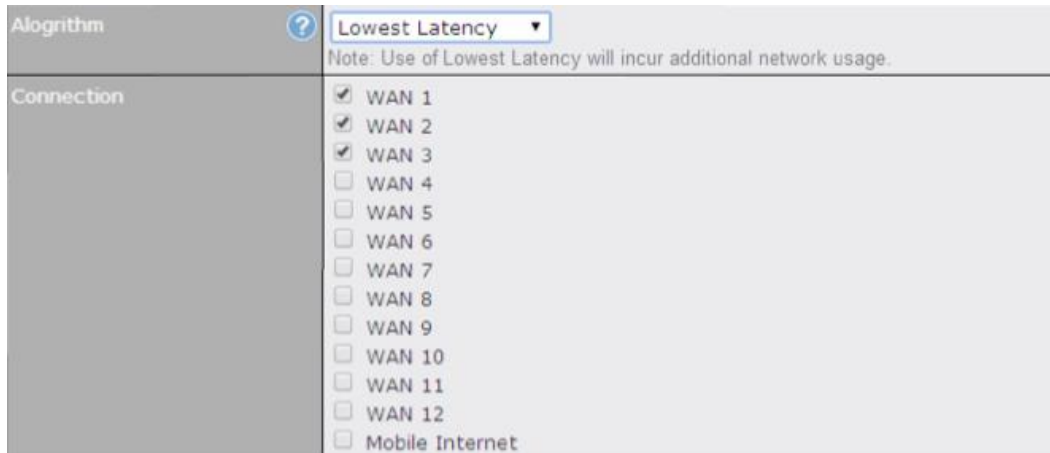 Alogrithm
?
Lowest Latency
Note: Use of Lowest Latency will incur additional network usage.
Connection
WAN 1
WAN 2
WAN 3
WAN 4
WAN 5
WAN 6
WAN 7
WAN 8
WAN 9
WAN 10
WAN 11
WAN 12
Mobile Internet